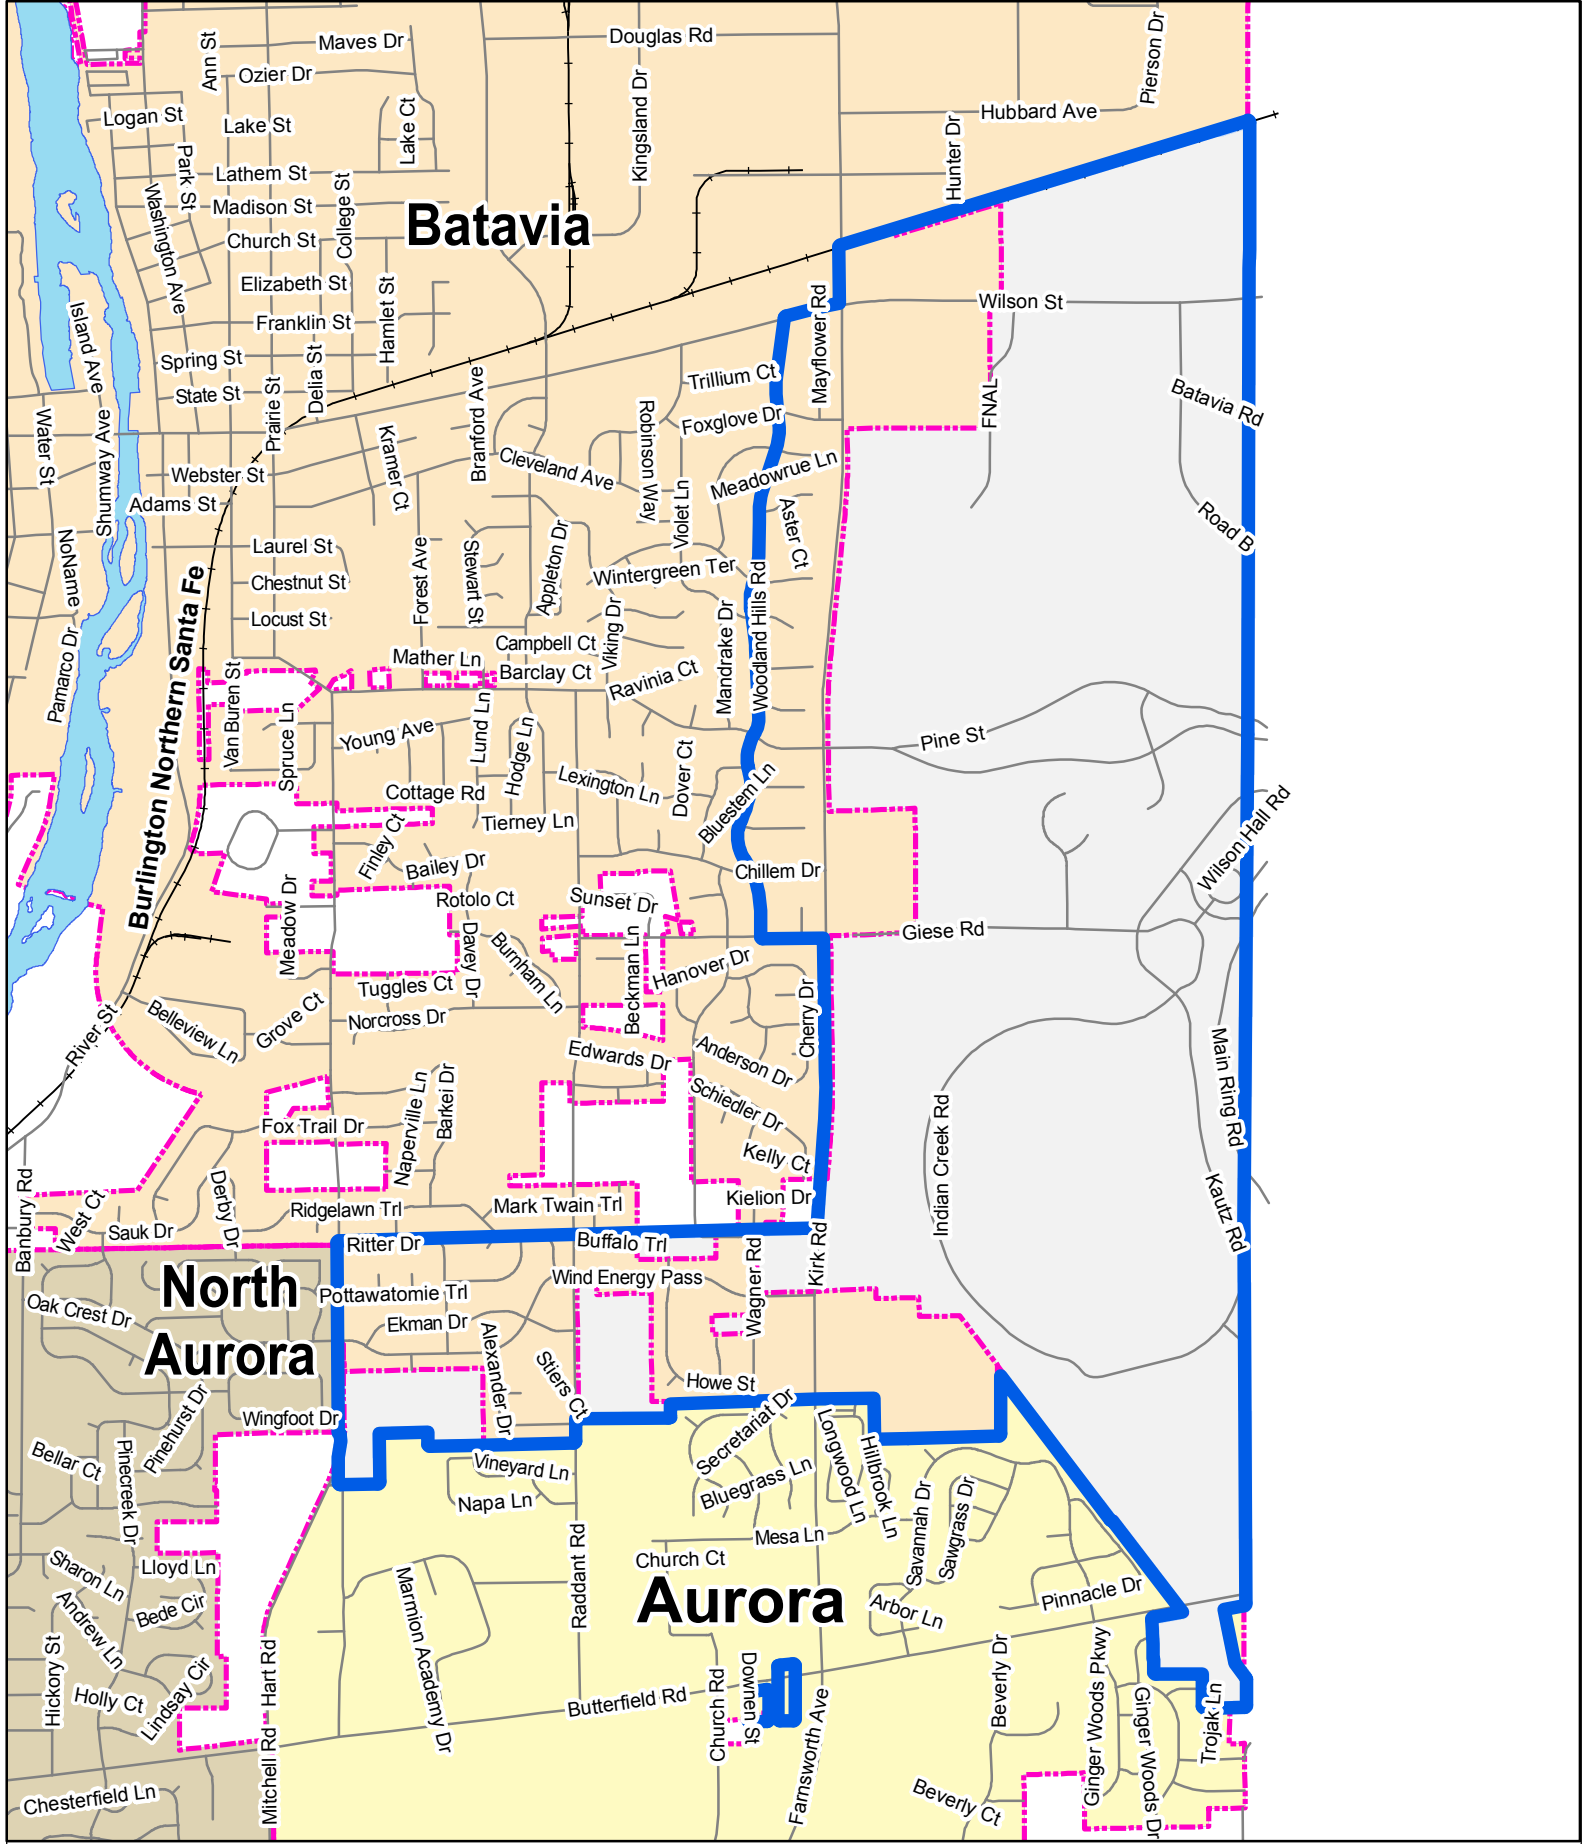 Maves Dr
Douglas Rd
Ann St
Ozier Dr
Pierson Dr
Kingsland Dr
Logan St
Lake St
Lake Ct
Hubbard Ave
Hunter Dr
Park St
Lathem St
Washington Ave
Madison St
College St
Batavia
Church St
Elizabeth St
Island Ave
Franklin St
Hamlet St
Mayflower Rd
Wilson St
Spring St
State St
Delia St
Prairie St
Trillium Ct
FNAL
Batavia Rd
Water St
Shumway Ave
Branford Ave
Robinson Way
Foxglove Dr
Kramer Ct
Webster St
Cleveland Ave
Meadowrue Ln
Adams St
Violet Ln
Aster Ct
Road B
NoName
Laurel St
Forest Ave
Stewart St
Appleton Dr
Chestnut St
Wintergreen Ter
Locust St
Burlington Northern Santa Fe
Viking Dr
Mandrake Dr
Woodland Hills Rd
Campbell Ct
Pamarco Dr
Mather Ln
Barclay Ct
Ravinia Ct
Van Buren St
Spruce Ln
Young Ave
Lund Ln
Hodge Ln
Pine St
Lexington Ln
Dover Ct
Bluestem Ln
Cottage Rd
Tierney Ln
Wilson Hall Rd
Finley Ct
Bailey Dr
Chillem Dr
Rotolo Ct
Sunset Dr
Meadow Dr
Davey Dr
Burnham Ln
Beckman Ln
Giese Rd
Hanover Dr
Tuggles Ct
River St
Belleview Ln
Grove Ct
Norcross Dr
Cherry Dr
Edwards Dr
Anderson Dr
Main Ring Rd
Naperville Ln
Barkei Dr
Schiedler Dr
Indian Creek Rd
Fox Trail Dr
Kelly Ct
Banbury Rd
West Ct
Derby Dr
Ridgelawn Trl
Mark Twain Trl
Kielion Dr
Kautz Rd
Sauk Dr
Ritter Dr
Buffalo Trl
Wagner Rd
Kirk Rd
North
Aurora
Pottawatomie Trl
Wind Energy Pass
Oak Crest Dr
Ekman Dr
Alexander Dr
Stiers Ct
Howe St
Pinehurst Dr
Wingfoot Dr
Secretariat Dr
Longwood Ln
Hillbrook Ln
Bellar Ct
Pinecreek Dr
Vineyard Ln
Bluegrass Ln
Napa Ln
Savannah Dr
Sawgrass Dr
Mesa Ln
Raddant Rd
Church Ct
Sharon Ln
Lloyd Ln
Marmion Academy Dr
Aurora
Pinnacle Dr
Andrew Ln
Bede Cir
Arbor Ln
Hickory St
Holly Ct
Lindsay Cir
Hart Rd
Mitchell Rd
Butterfield Rd
Church Rd
Downen St
Farnsworth Ave
Beverly Dr
Ginger Woods Pkwy
Ginger Woods Dr
Trojak Ln
Chesterfield Ln
Beverly Ct